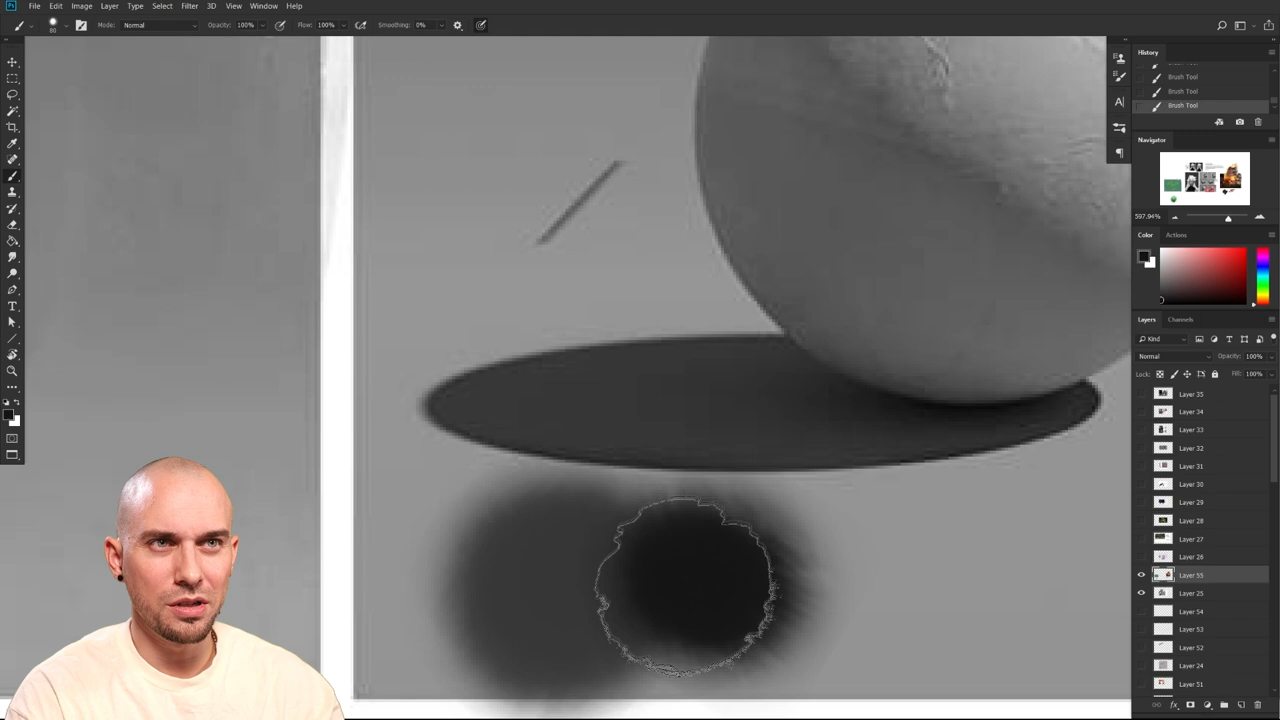 Ps File Edit Image Layer Type Select Filter 3D View Window Help
80 Mode: Normal Opacity: 100% Flow: 100% Smoothing: 0%
History
Brush Tool
Brush Tool
Brush Tool
Navigator
597.94%
Color Actions
Layers Channels
Kind
Normal Opacity: 100%
Lock: Fill: 100%
Layer 35
Layer 34
Layer 33
Layer 32
Layer 31
Layer 30
Layer 29
Layer 28
Layer 27
Layer 26
Layer 55
Layer 25
Layer 54
Layer 53
Layer 52
Layer 24
Layer 51